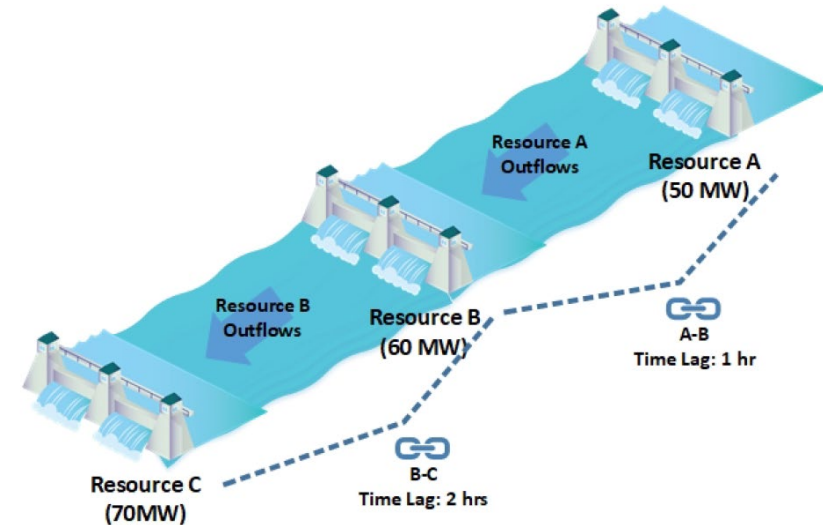 Resource A
Outflows
Resource A
(50 MW)
Resource B
Outflows
Resource B
(60 MW)
A-B
Time Lag: 1 hr
Resource C
(70MW)
B-C
Time Lag: 2 hrs